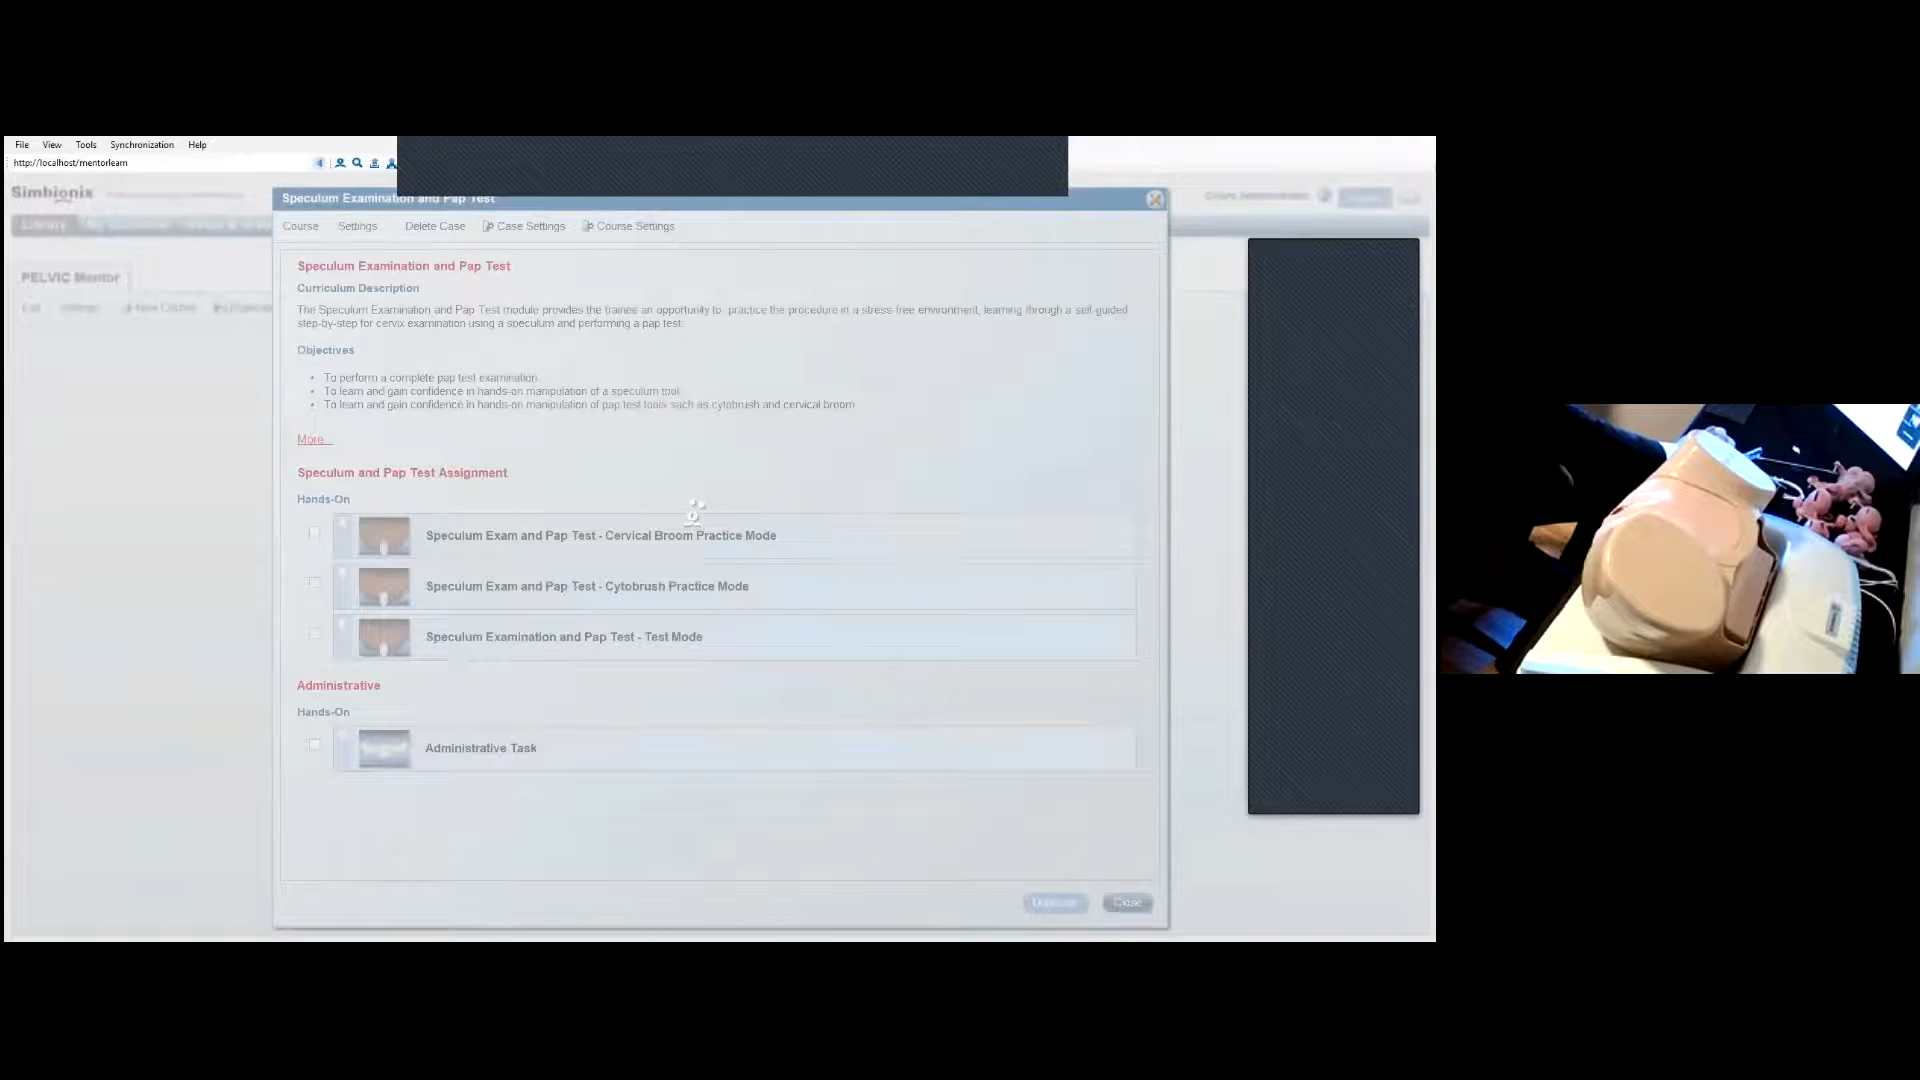 File View Tools Synchronization Help
http://localhost/mentorlearn
Simbionix
Library
Speculum Examination and Pap Test
Course Settings Delete Case Case Settings Course Settings
PELVIC Mentor
Edit Settings New Course
Speculum Examination and Pap Test
Curriculum Description
The Speculum Examination and Pap Test module provides the trainee an opportunity to practice the procedure in a stress free environment, learning through a self-guided
step-by-step for cervix examination using a speculum and performing a pap test.
Objectives
• To perform a complete pap test examination
• To learn and gain confidence in hands-on manipulation of a speculum tool
• To learn and gain confidence in hands-on manipulation of pap test tools such as cytobrush and cervical broom
More...
Speculum and Pap Test Assignment
Hands-On
Speculum Exam and Pap Test - Cervical Broom Practice Mode
Speculum Exam and Pap Test - Cytobrush Practice Mode
Speculum Examination and Pap Test - Test Mode
Administrative
Hands-On
Administrative Task
Close